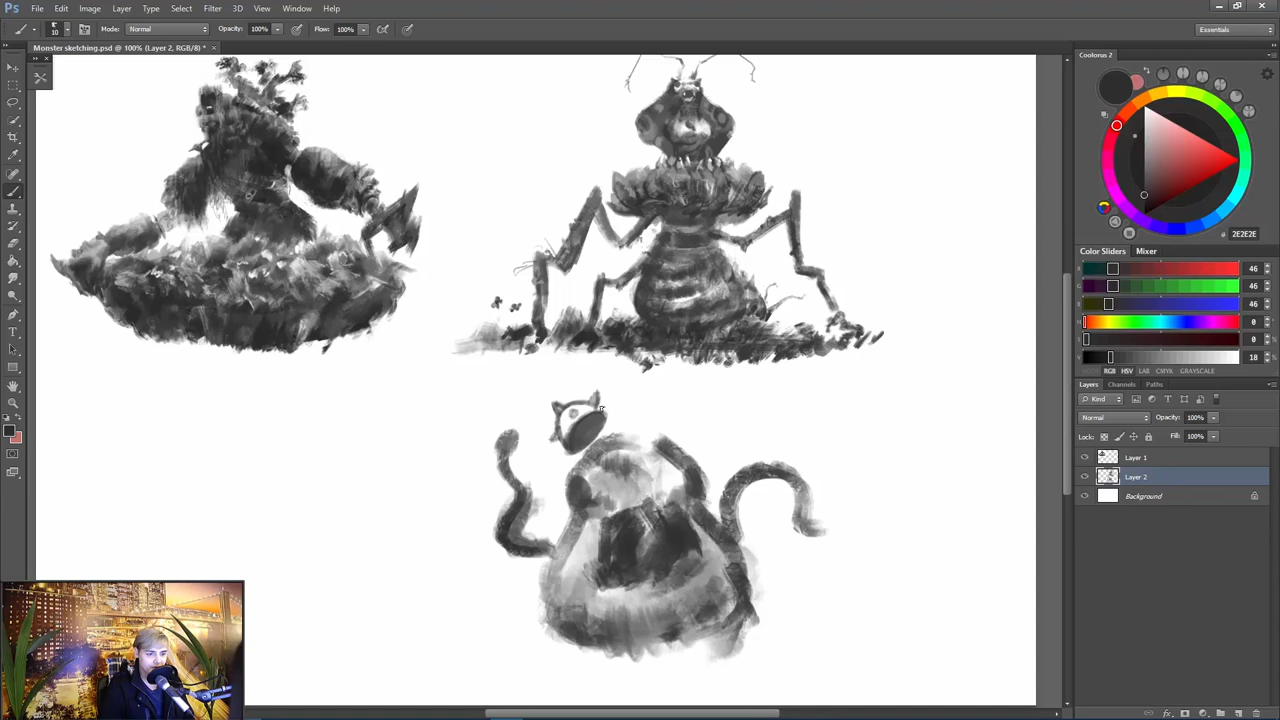 Ps File Edit Image Layer Type Select Filter 3D View Window Help
10 Mode: Normal Opacity: 100% Flow: 100% Essentials
Monster sketching.psd @ 100% (Layer 2, RGB/8) * ×
Coolorus 2
2E2E2E
Color Sliders Mixer
46
46
46
0
0
18
RGB HSV LAB CMYK GRAYSCALE
Layers Channels Paths
Kind
Normal Opacity: 100%
Lock: Fill: 100%
Layer 1
Layer 2
Background
fx